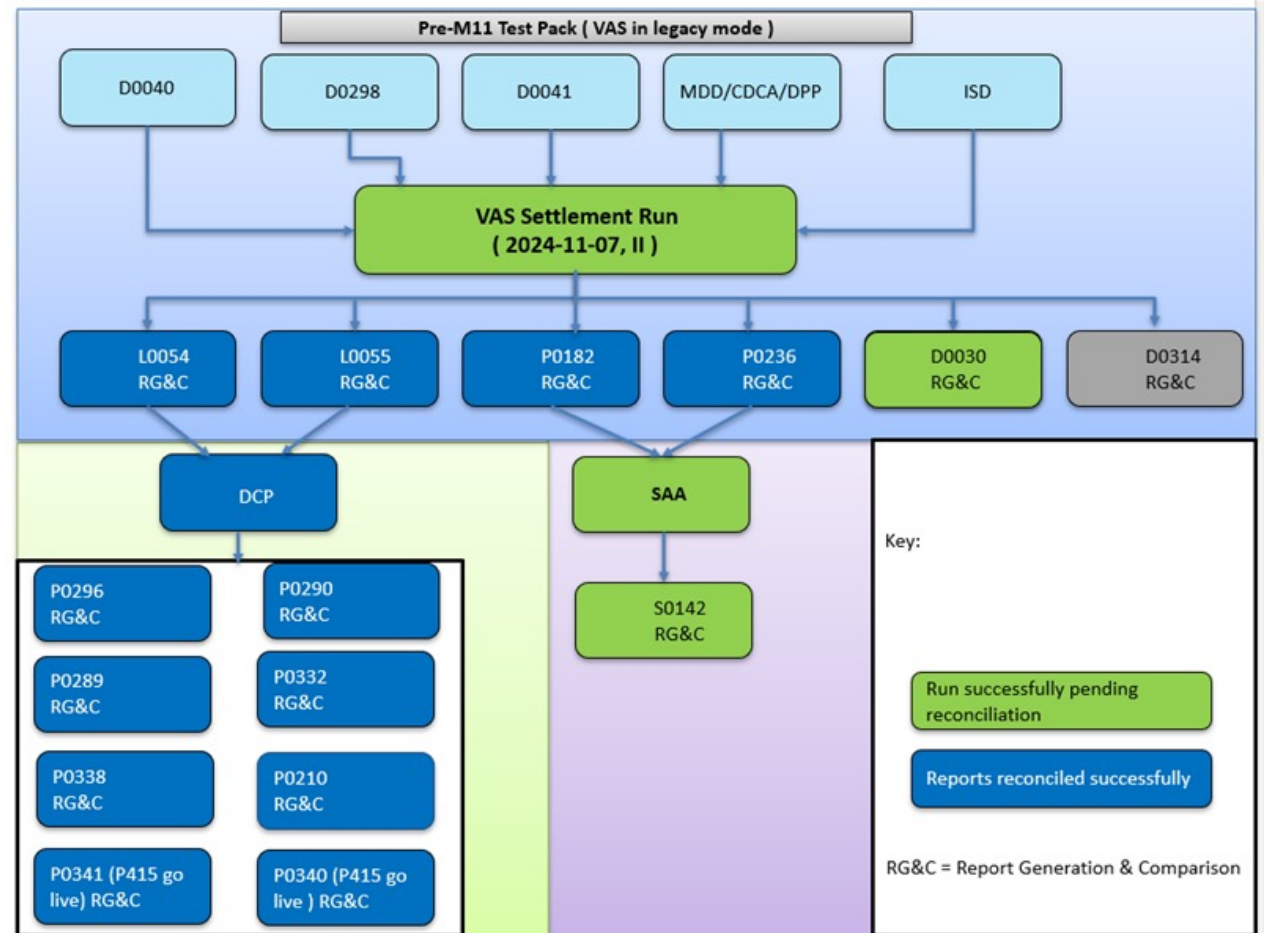 Pre-M11 Test Pack ( VAS in legacy mode )
D0040
D0298
D0041
MDD/CDCA/DPP
ISD
VAS Settlement Run
( 2024-11-07, II )
L0054
RG&C
L0055
RG&C
P0182
RG&C
P0236
RG&C
D0030
RG&C
D0314
RG&C
DCP
SAA
S0142
RG&C
P0296
RG&C
P0290
RG&C
P0289
RG&C
P0332
RG&C
P0338
RG&C
P0210
RG&C
P0341 (P415 go
live) RG&C
P0340 (P415 go
live ) RG&C
Key:
Run successfully pending
reconciliation
Reports reconciled successfully
RG&C = Report Generation & Comparison